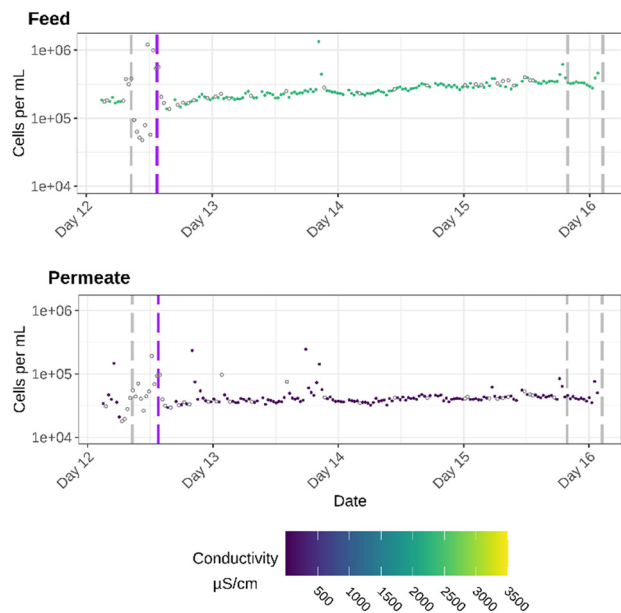 Feed
Cells per mL
1e+06
1e+05
1e+04
Day 12
Day 13
Day 14
Day 15
Day 16
Permeate
Cells per mL
1e+06
1e+05
1e+04
Day 12
Day 13
Day 14
Day 15
Day 16
Date
Conductivity
µS/cm
500
1000
1500
2000
2500
3000
3500